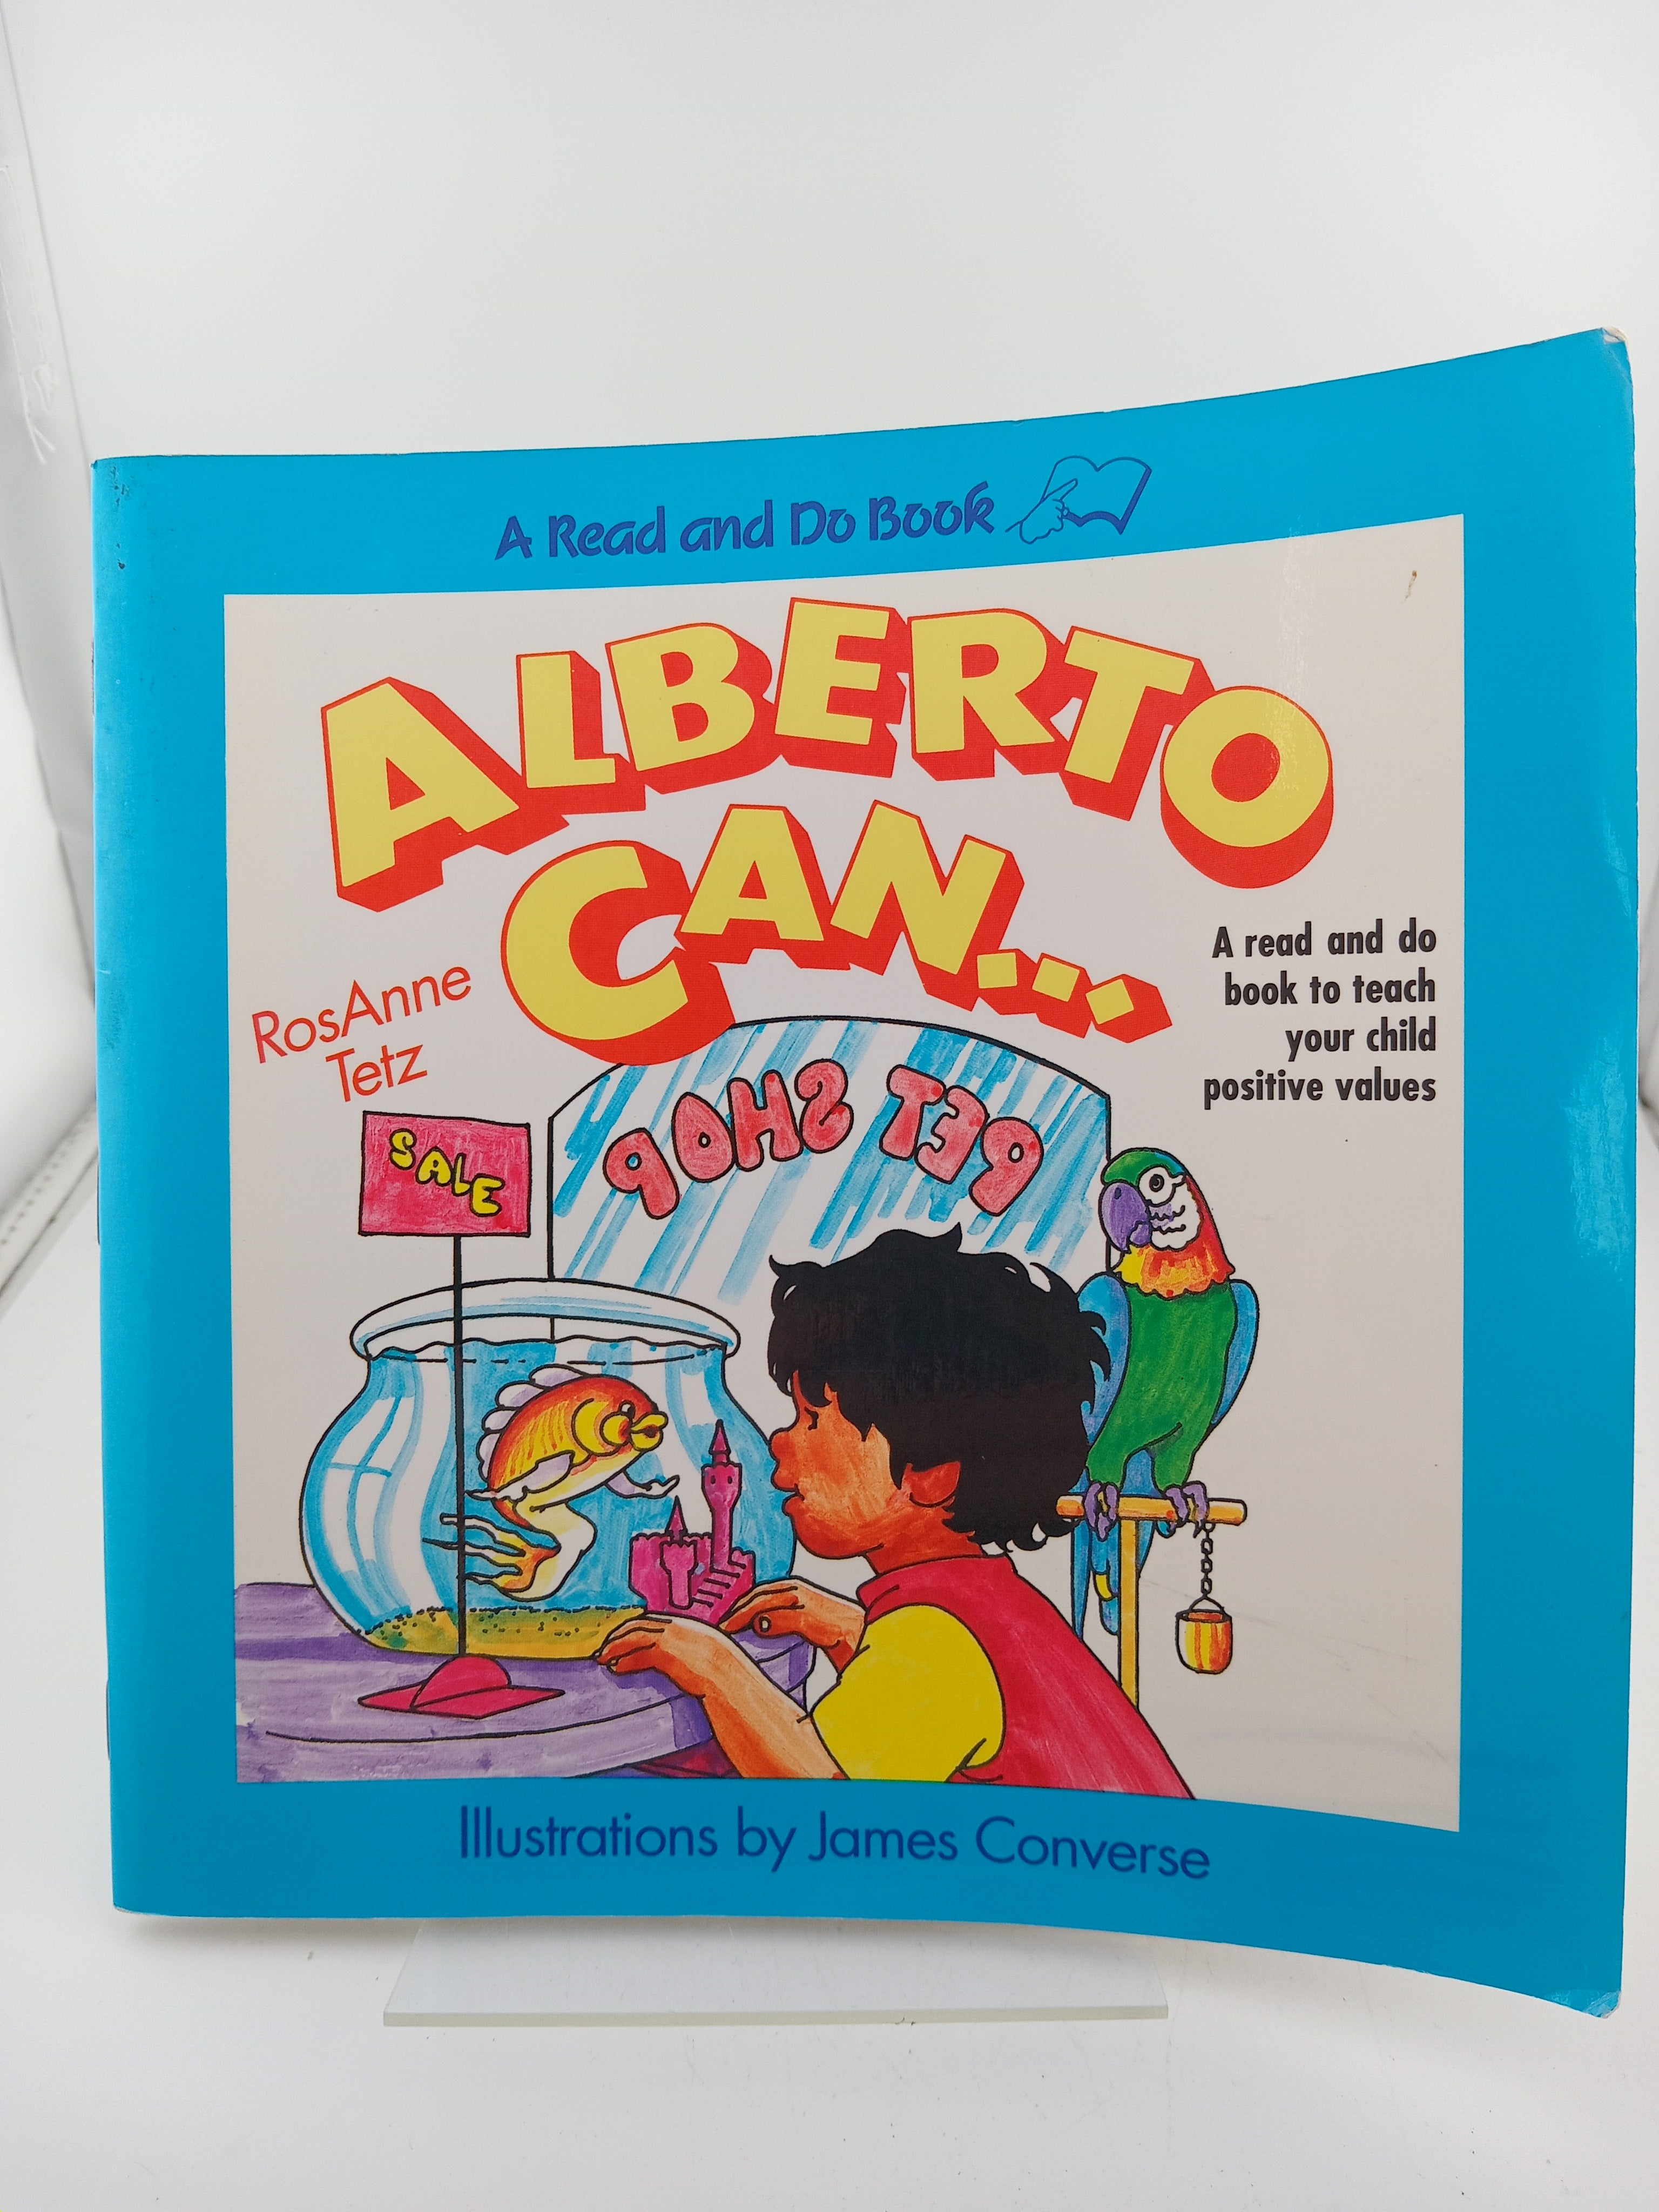 A Read and Do Book
ALBERTO
CAN...
RosAnne
Tetz
A read and do
book to teach
your child
positive values
PET SHOP
SALE
Illustrations by James Converse